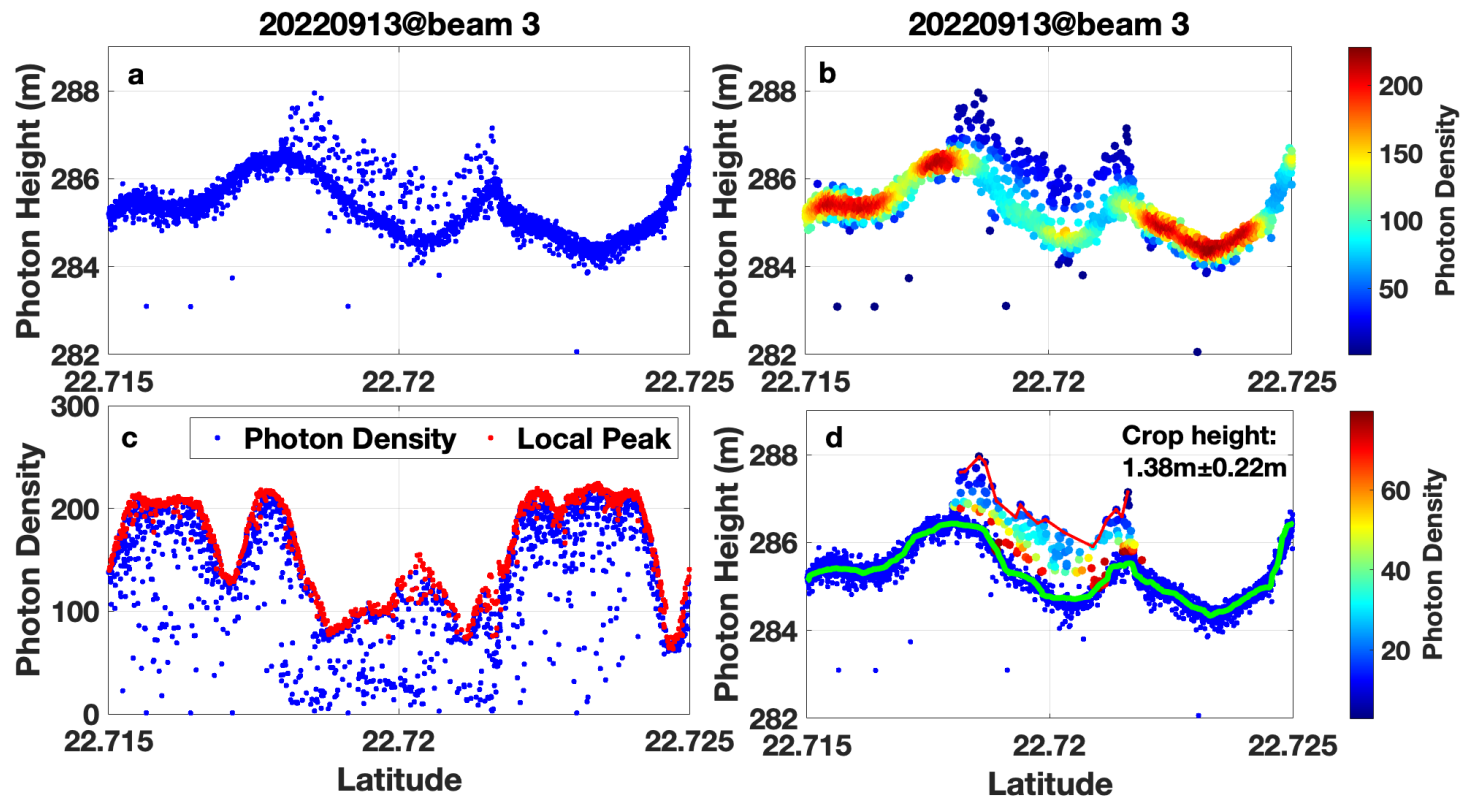 20220913@beam 3
a
Photon Height (m)
288
286
284
282
22.715
22.72
22.725
20220913@beam 3
b
Photon Height (m)
288
286
284
282
22.715
22.72
22.725
200
150
100
50
Photon Density
c
Photon Density
Local Peak
Photon Density
300
200
100
0
22.715
22.72
22.725
Latitude
d
Crop height:
1.38m±0.22m
Photon Height (m)
288
286
284
282
22.715
22.72
22.725
Latitude
60
40
20
Photon Density